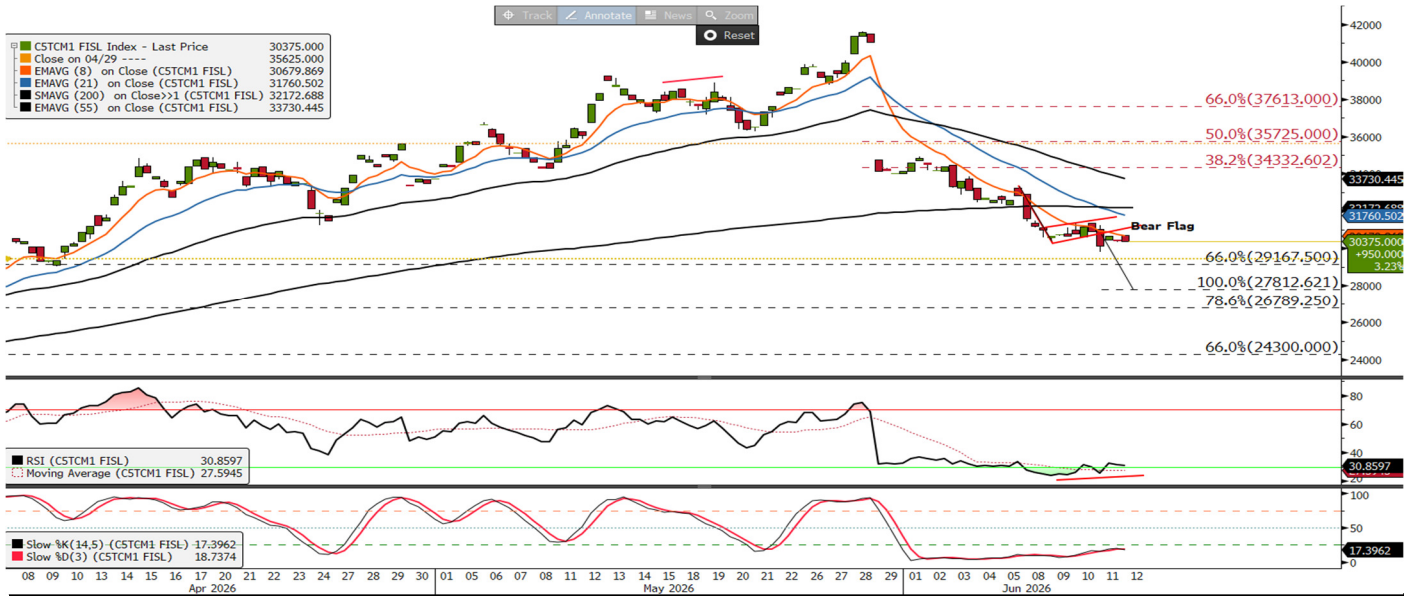 Track Annotate News Zoom
Reset
C5TCM1 FISL Index - Last Price 30375.000
Close on 04/29 ---- 35625.000
EMAVG (8) on Close (C5TCM1 FISL) 30679.869
EMAVG (21) on Close (C5TCM1 FISL) 31760.502
SMAVG (200) on Close>>1 (C5TCM1 FISL) 32172.688
EMAVG (55) on Close (C5TCM1 FISL) 33730.445
42000
40000
38000
66.0%(37613.000)
36000
50.0%(35725.000)
38.2%(34332.602)
33730.445
32172.688
31760.502
Bear Flag
30375.000
+950.000
3.23%
66.0%(29167.500)
28000
100.0%(27812.621)
78.6%(26789.250)
26000
66.0%(24300.000)
24000
80
60
40
20
RSI (C5TCM1 FISL) 30.8597
Moving Average (C5TCM1 FISL) 27.5945
30.8597
100
50
0
Slow %K(14,5) (C5TCM1 FISL) 17.3962
Slow %D(3) (C5TCM1 FISL) 18.7374
17.3962
08 09 10 13 14 15 16 17 20 21 22 23 24 27 28 29 30 01 05 06 07 08 11 12 13 14 15 18 19 20 21 22 26 27 28 29 01 02 03 04 05 08 09 10 11 12
Apr 2026 May 2026 Jun 2026